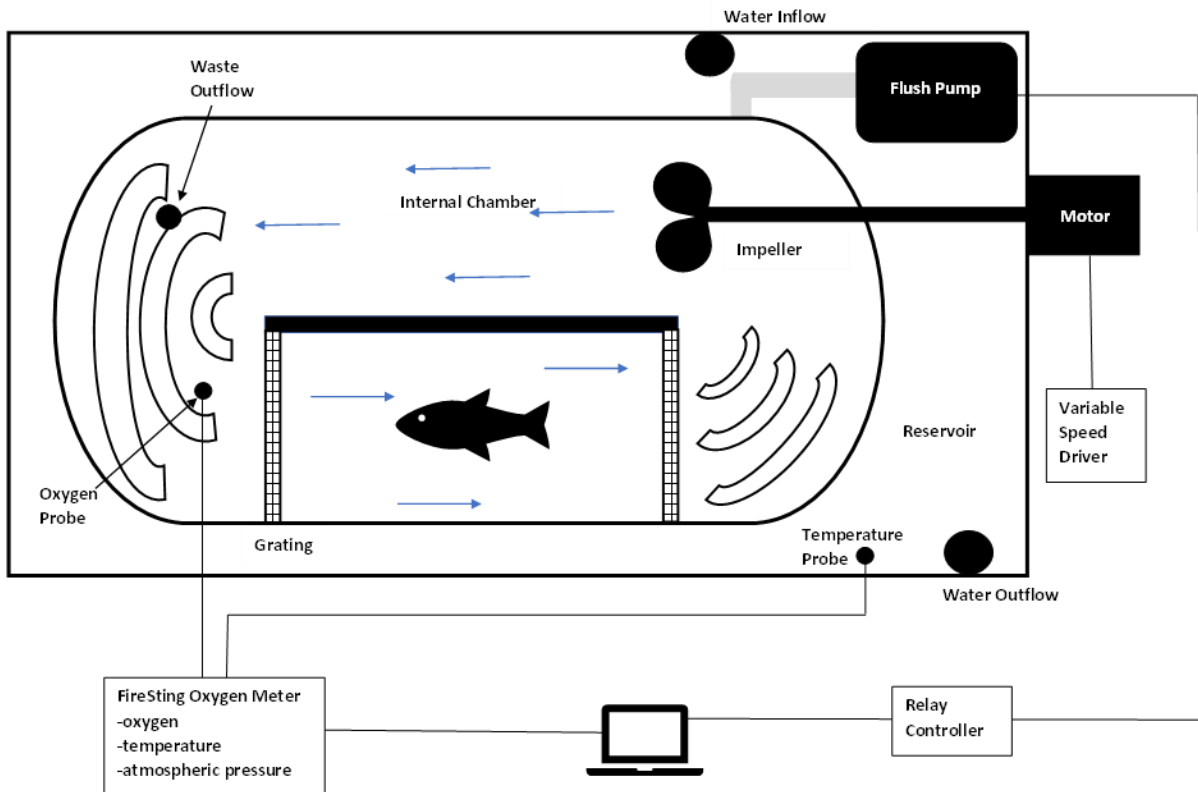 Water Inflow
Waste
Outflow
Flush Pump
Internal Chamber
Motor
Impeller
Variable
Speed
Driver
Reservoir
Oxygen
Probe
Grating
Temperature
Probe
Water Outflow
FireSting Oxygen Meter
-oxygen
-temperature
-atmospheric pressure
Relay
Controller